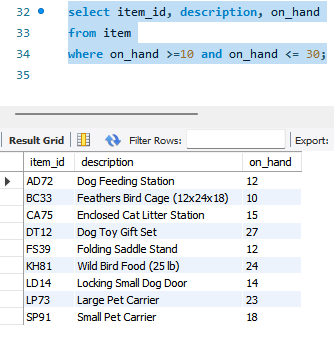 32 select item_id, description, on_hand
33 from item
34 where on_hand >=10 and on_hand <= 30;
35
Result Grid Filter Rows: Export:
item_id description on_hand
AD72 Dog Feeding Station 12
BC33 Feathers Bird Cage (12x24x18) 10
CA75 Enclosed Cat Litter Station 15
DT12 Dog Toy Gift Set 27
FS39 Folding Saddle Stand 12
KH81 Wild Bird Food (25 lb) 24
LD14 Locking Small Dog Door 14
LP73 Large Pet Carrier 23
SP91 Small Pet Carrier 18